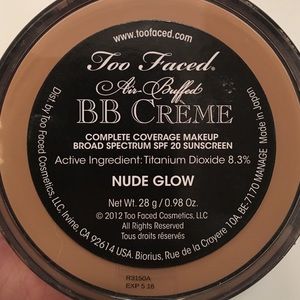 www.toofaced.com
Too Faced®
Air-Buffed
BB CRÈME
COMPLETE COVERAGE MAKEUP
BROAD SPECTRUM SPF 20 SUNSCREEN
Active Ingredient: Titanium Dioxide 8.3%
NUDE GLOW
Net Wt. 28 g / 0.98 Oz.
© 2012 Too Faced Cosmetics, LLC
All Rights Reserved
Tous droits réservés
Dist by Too Faced Cosmetics, LLC, Irvine, CA 92614 USA. Biorius, Rue de la Croyere 10A, BE-7170 MANAGE Made in Japan
R3150A
EXP 5 18